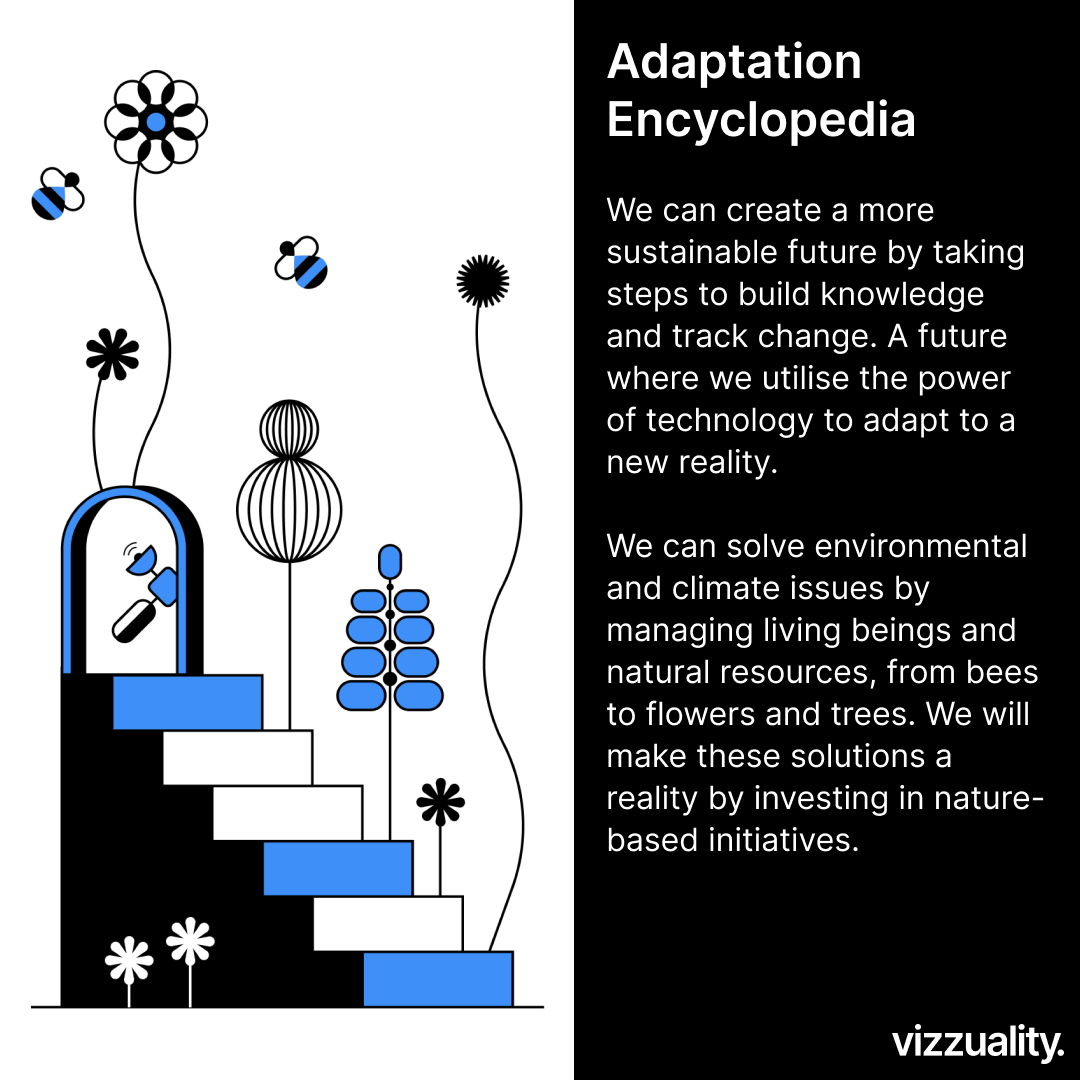 Adaptation
Encyclopedia
We can create a more
sustainable future by taking
steps to build knowledge
and track change. A future
where we utilise the power
of technology to adapt to a
new reality.
We can solve environmental
and climate issues by
managing living beings and
natural resources, from bees
to flowers and trees. We will
make these solutions a
reality by investing in nature-
based initiatives.
vizzuality.